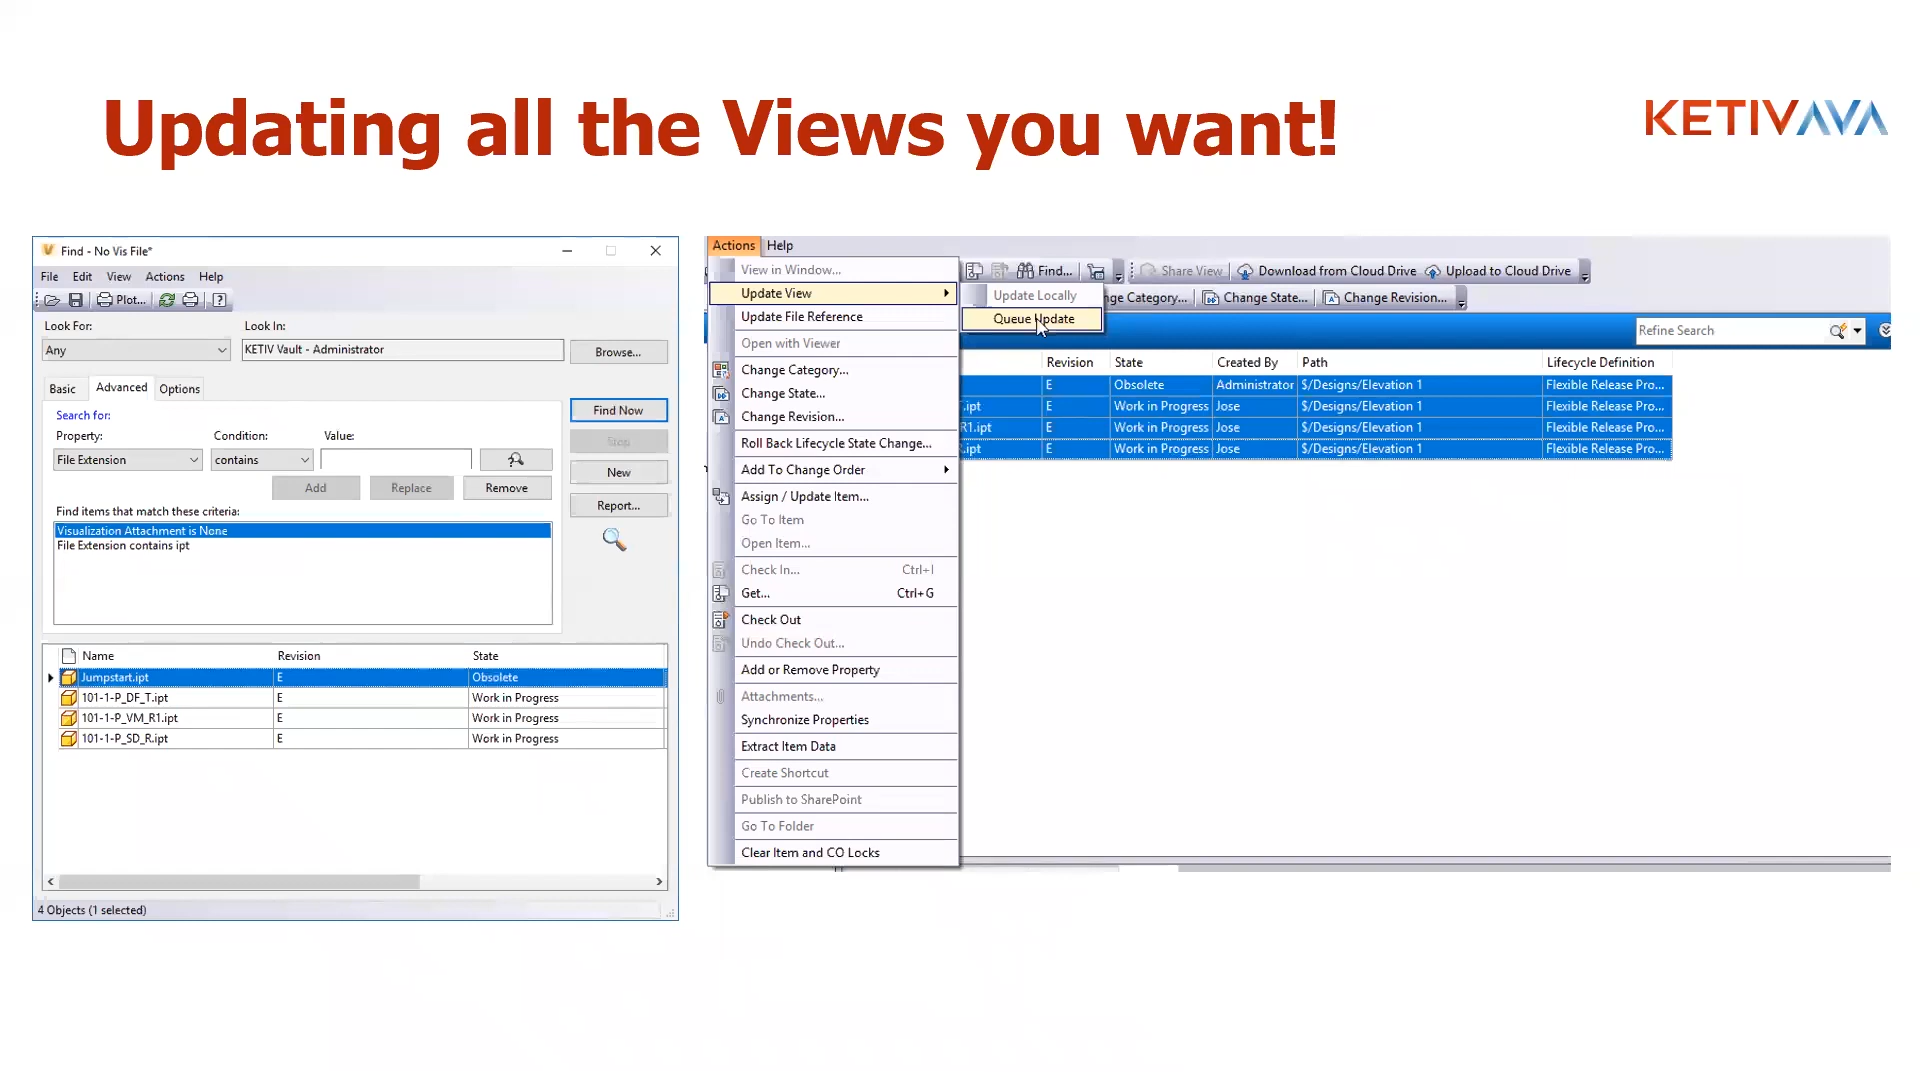 Updating all the Views you want!
KETIVAVA
Find - No Vis File*
File Edit View Actions Help
Plot...
Look For:
Look In:
Any
KETIV Vault - Administrator
Browse...
Basic Advanced Options
Search for:
Find Now
Property:
Condition:
Value:
Stop
File Extension
contains
New
Add
Replace
Remove
Find items that match these criteria:
Report...
Visualization Attachment is None
File Extension contains ipt
Name Revision State
Jumpstart.ipt E Obsolete
101-1-P_DF_T.ipt E Work in Progress
101-1-P_VM_R1.ipt E Work in Progress
101-1-P_SD_R.ipt E Work in Progress
4 Objects (1 selected)
Actions Help
View in Window...
Update View
Update File Reference
Open with Viewer
Change Category...
Change State...
Change Revision...
Roll Back Lifecycle State Change...
Add To Change Order
Assign / Update Item...
Go To Item
Open Item...
Check In... Ctrl+I
Get... Ctrl+G
Check Out
Undo Check Out...
Add or Remove Property
Attachments...
Synchronize Properties
Extract Item Data
Create Shortcut
Publish to SharePoint
Go To Folder
Clear Item and CO Locks
Update Locally
Queue Update
Find... Share View Download from Cloud Drive Upload to Cloud Drive
nge Category... Change State... Change Revision...
Refine Search
Revision State Created By Path Lifecycle Definition
E Obsolete Administrator $/Designs/Elevation 1 Flexible Release Pro...
.ipt E Work in Progress Jose $/Designs/Elevation 1 Flexible Release Pro...
R1.ipt E Work in Progress Jose $/Designs/Elevation 1 Flexible Release Pro...
.ipt E Work in Progress Jose $/Designs/Elevation 1 Flexible Release Pro...